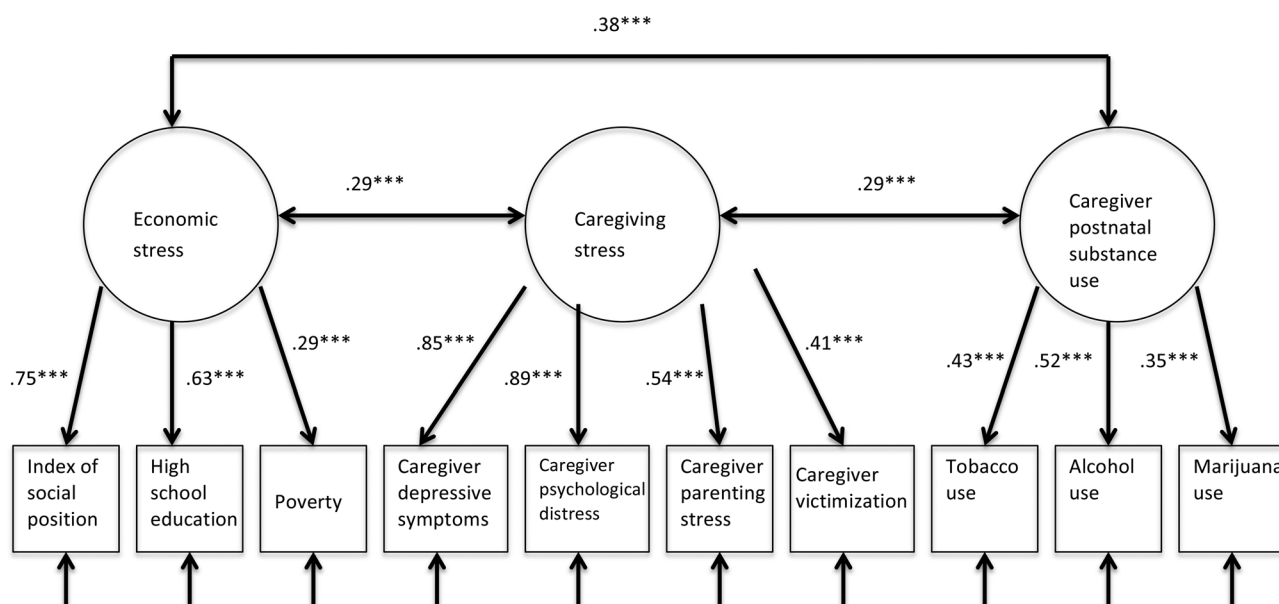 .38***
.29***
.29***
Economic
stress
Caregiving
stress
Caregiver
postnatal
substance
use
.75***
.63***
.29***
.85***
.89***
.54***
.41***
.43***
.52***
.35***
Index of
social
position
High
school
education
Poverty
Caregiver
depressive
symptoms
Caregiver
psychological
distress
Caregiver
parenting
stress
Caregiver
victimization
Tobacco
use
Alcohol
use
Marijuana
use